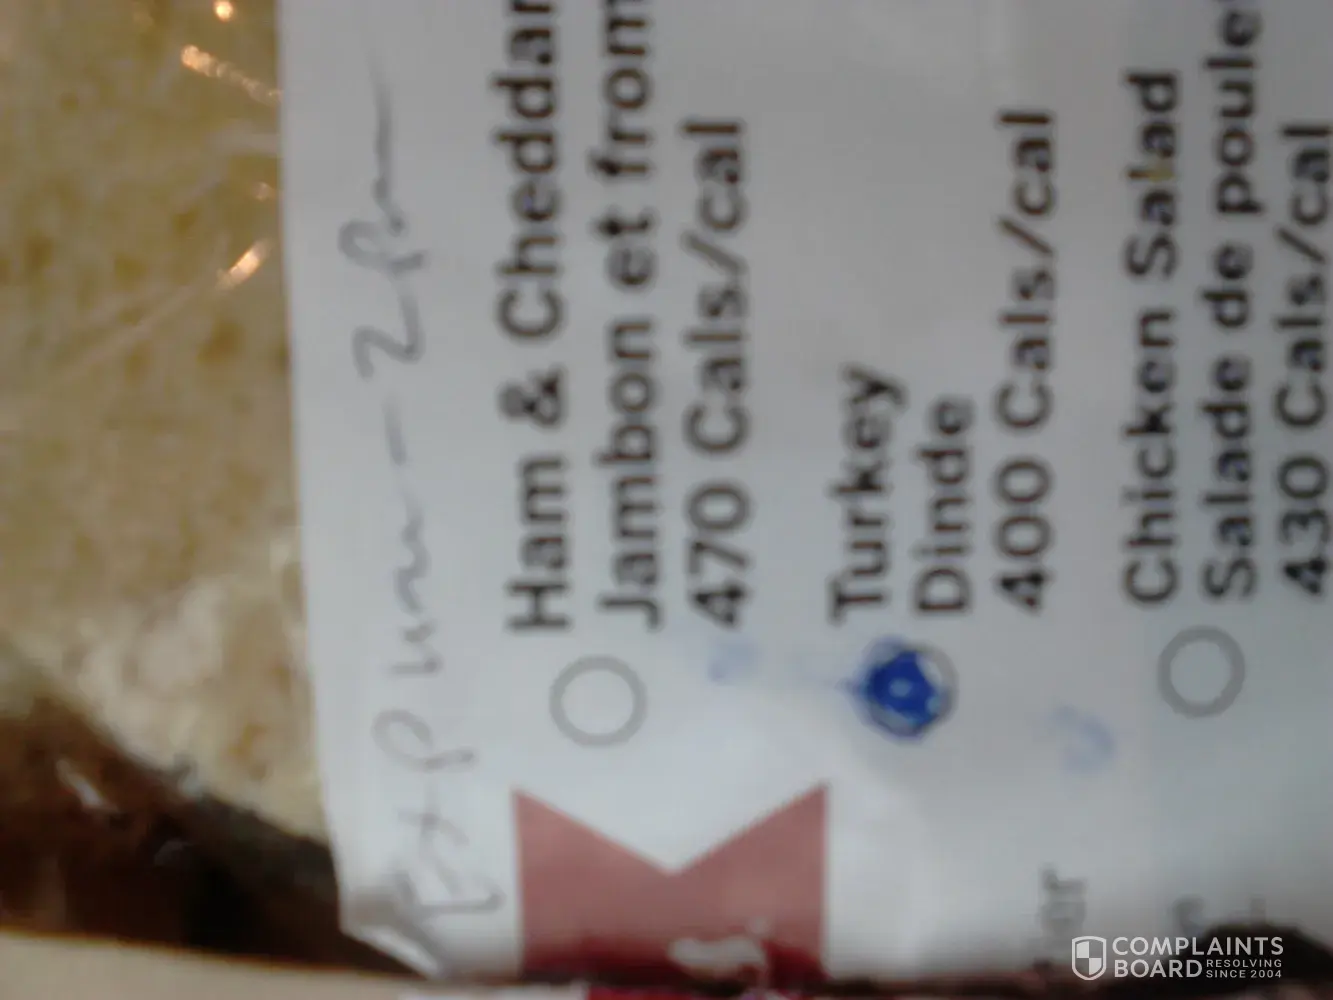 Ham & Cheddar
Jambon et from
470 Cals/cal
Turkey
Dinde
400 Cals/cal
Chicken Salad
Salade de poulet
430 Cals/cal
COMPLAINTS
BOARD RESOLVING
SINCE 2004